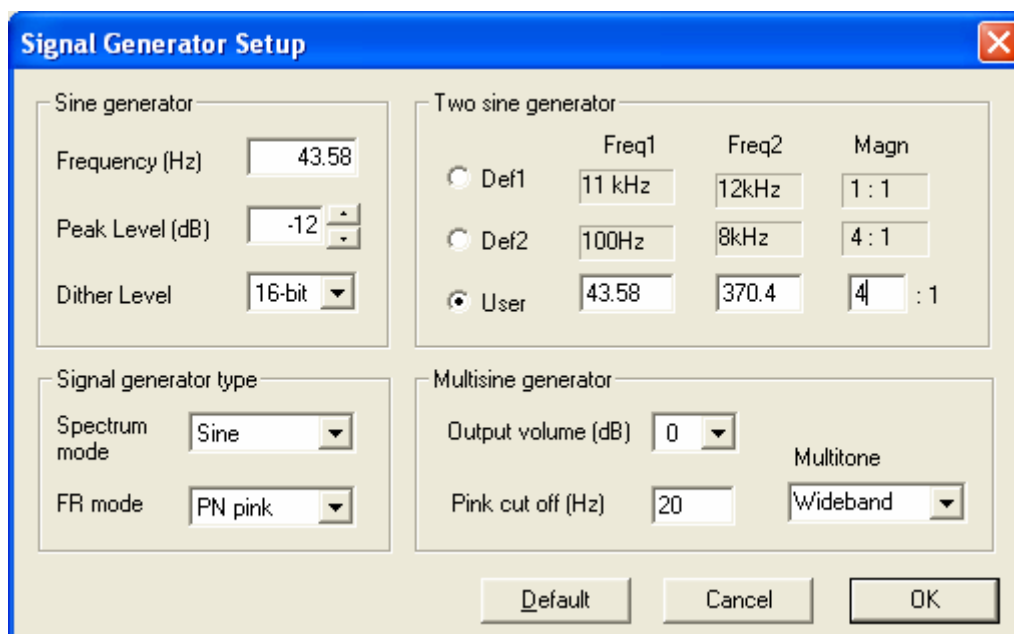 Signal Generator Setup
Sine generator
Frequency (Hz) 43.58
Peak Level (dB) -12
Dither Level 16-bit
Two sine generator
Freq1 Freq2 Magn
Def1 11 kHz 12kHz 1 : 1
Def2 100Hz 8kHz 4 : 1
User 43.58 370.4 4 : 1
Signal generator type
Spectrum
mode Sine
FR mode PN pink
Multisine generator
Output volume (dB) 0
Multitone
Pink cut off (Hz) 20 Wideband
Default Cancel OK